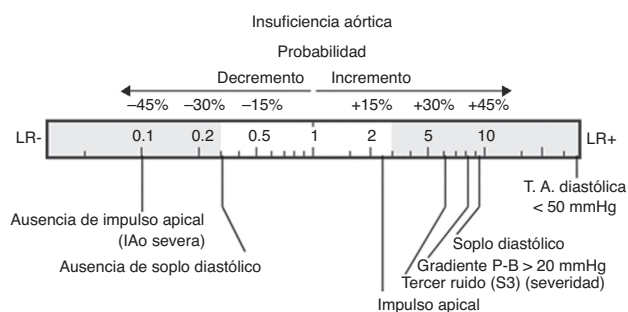 Insuficiencia aórtica
Probabilidad
Decremento Incremento
–45% –30% –15% +15% +30% +45%
LR- 0.1 0.2 0.5 1 2 5 10 LR+
T. A. diastólica
< 50 mmHg
Ausencia de impulso apical
(IAo severa)
Soplo diastólico
Ausencia de soplo diastólico
Gradiente P-B > 20 mmHg
Tercer ruido (S3) (severidad)
Impulso apical